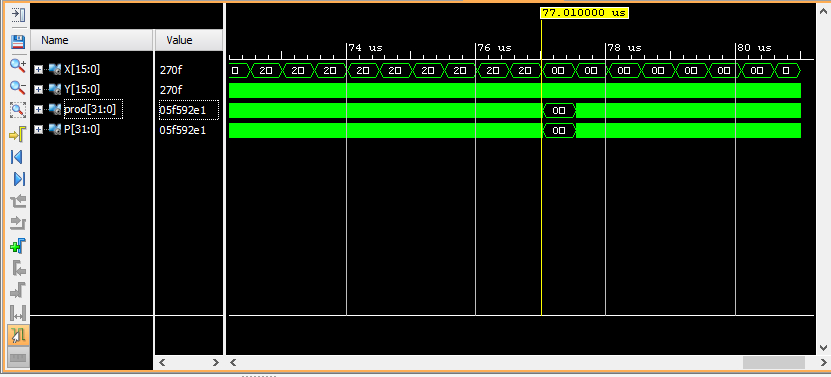 77.010000 us
Name Value
74 us 76 us 78 us 80 us
X[15:0] 270f 0 20 20 20 20 20 20 20 20 20 00 00 00 00 00 00 00 0
Y[15:0] 270f
prod[31:0] 05f592e1 00
P[31:0] 05f592e1 00